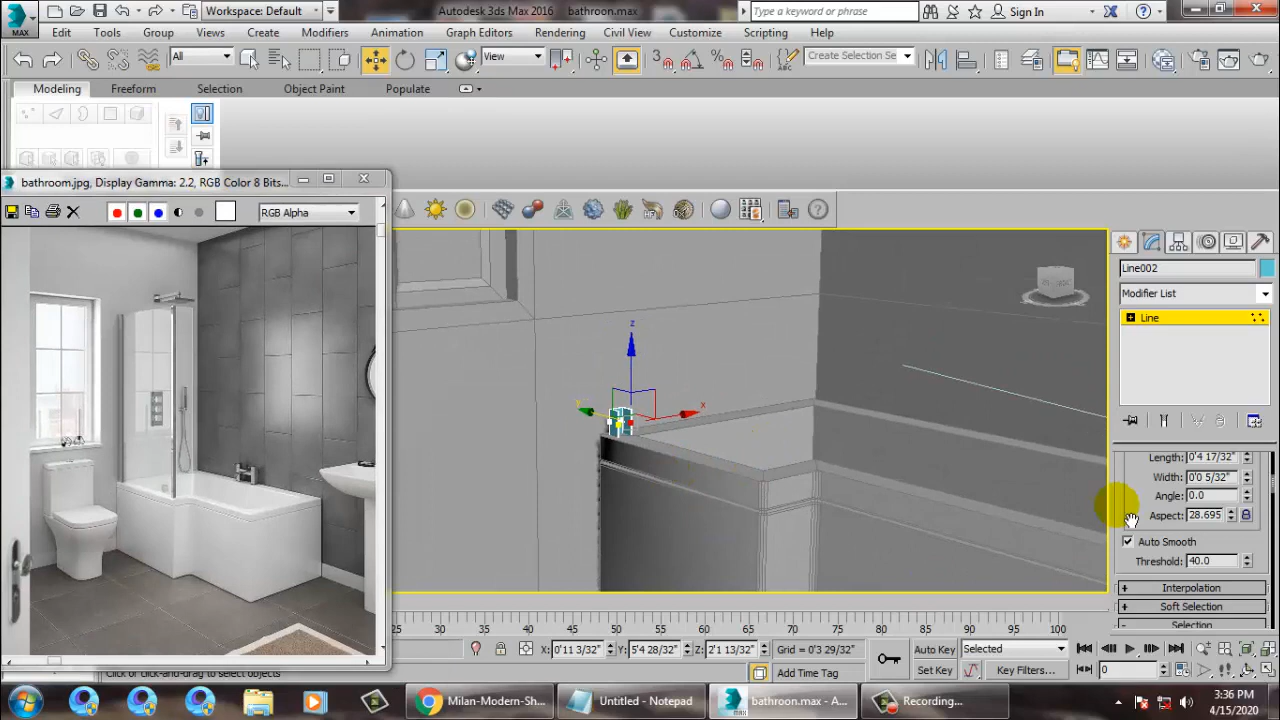 MAX
Workspace: Default
Autodesk 3ds Max 2016
bathroon.max
Type a keyword or phrase
Sign In
Edit
Tools
Group
Views
Create
Modifiers
Animation
Graph Editors
Rendering
Civil View
Customize
Scripting
Help
All
View
Create Selection Se
Modeling
Freeform
Selection
Object Paint
Populate
bathroom.jpg, Display Gamma: 2.2, RGB Color 8 Bits...
RGB Alpha
z
x
Line002
Modifier List
Line
Length: 0'4 17/32"
Width: 0'0 5/32"
Angle: 0.0
Aspect: 28.695
Auto Smooth
Threshold: 40.0
Interpolation
Soft Selection
Selection
25 30 35 40 45 50 55 60 65 70 75 80 85 90 95 100
X: 0'11 3/32" Y: 5'4 28/32" Z: 2'1 13/32" Grid = 0'3 29/32"
Auto Key
Selected
Click or click-and-drag to select objects
Add Time Tag
Set Key
Key Filters...
0
Milan-Modern-Sh...
Untitled - Notepad
bathroon.max - A...
Recording...
3:36 PM
4/15/2020